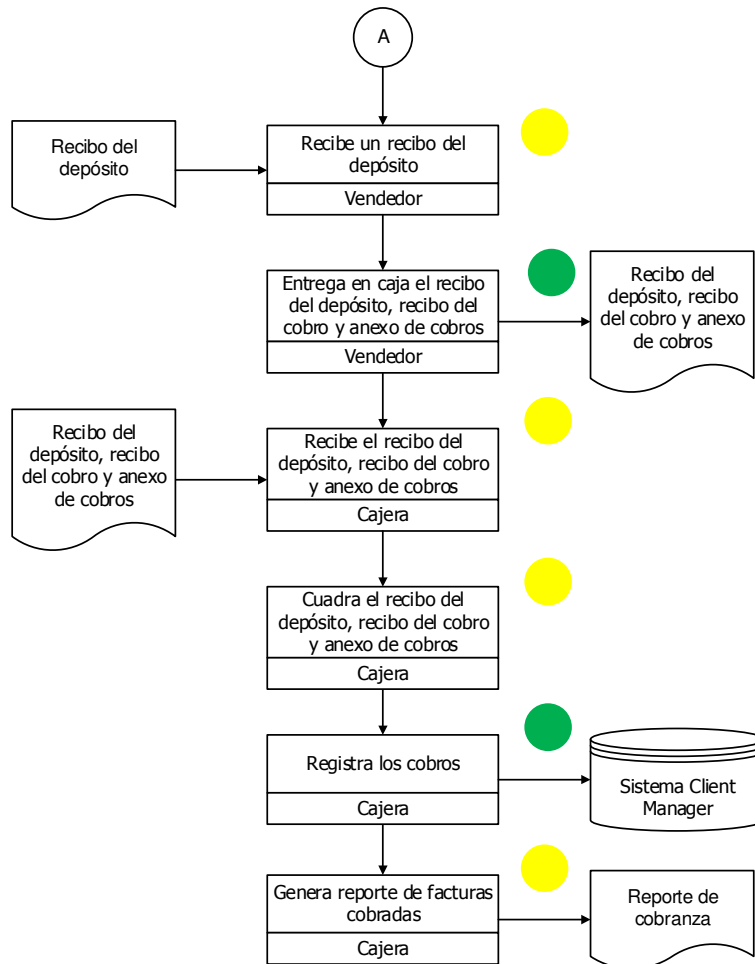 A
Recibo del
depósito
Recibe un recibo del
depósito
Vendedor
Entrega en caja el recibo
del depósito, recibo del
cobro y anexo de cobros
Vendedor
Recibo del
depósito, recibo
del cobro y anexo
de cobros
Recibo del
depósito, recibo
del cobro y anexo
de cobros
Recibe el recibo del
depósito, recibo del cobro
y anexo de cobros
Cajera
Cuadra el recibo del
depósito, recibo del cobro
y anexo de cobros
Cajera
Registra los cobros
Cajera
Sistema Client
Manager
Genera reporte de facturas
cobradas
Cajera
Reporte de
cobranza